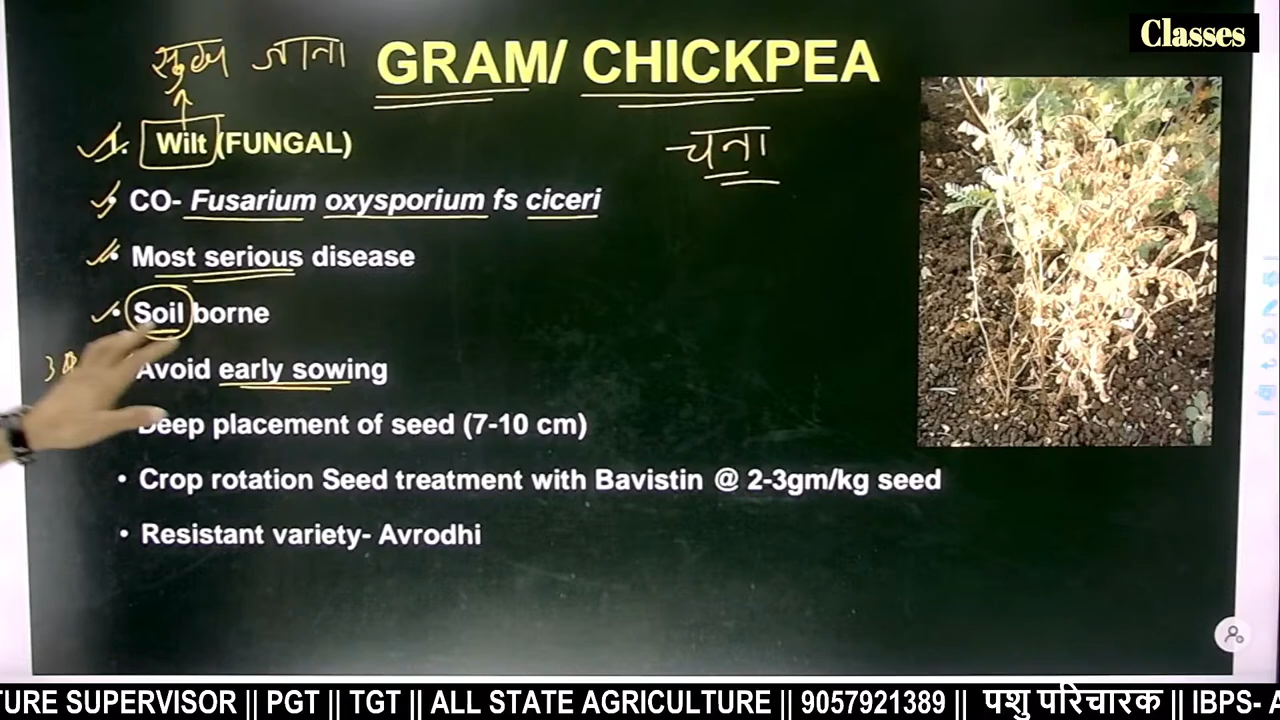 Classes
सुख जाना
GRAM/ CHICKPEA
चना
1. Wilt (FUNGAL)
• CO- Fusarium oxysporium fs ciceri
• Most serious disease
• Soil borne
Avoid early sowing
Deep placement of seed (7-10 cm)
• Crop rotation Seed treatment with Bavistin @ 2-3gm/kg seed
• Resistant variety- Avrodhi
TURE SUPERVISOR || PGT || TGT || ALL STATE AGRICULTURE || 9057921389 || पशु परिचारक || IBPS- A